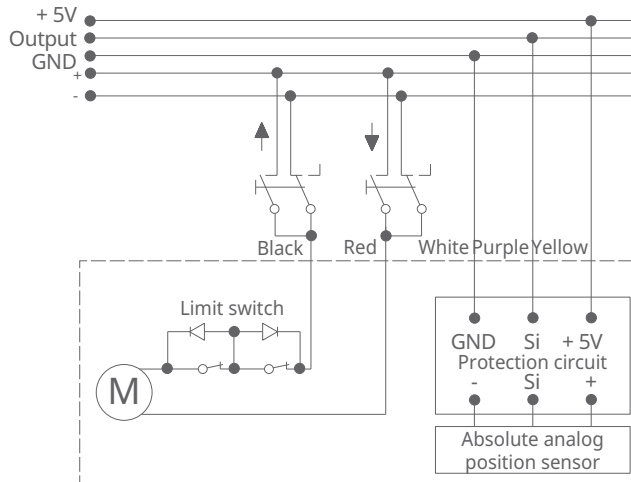 + 5V
Output
GND
+
-
Black
Red
White Purple Yellow
Limit switch
M
GND Si + 5V
Protection circuit
- Si +
Absolute analog
position sensor